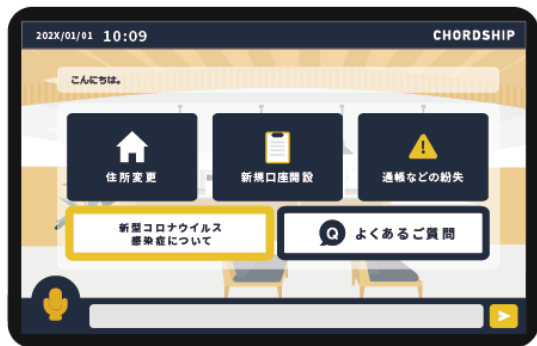 202X/01/01 10:09 CHORDSHIP
こんにちは。
住所変更 新規口座開設 通帳などの紛失
新型コロナウイルス
感染症について
Q よくあるご質問